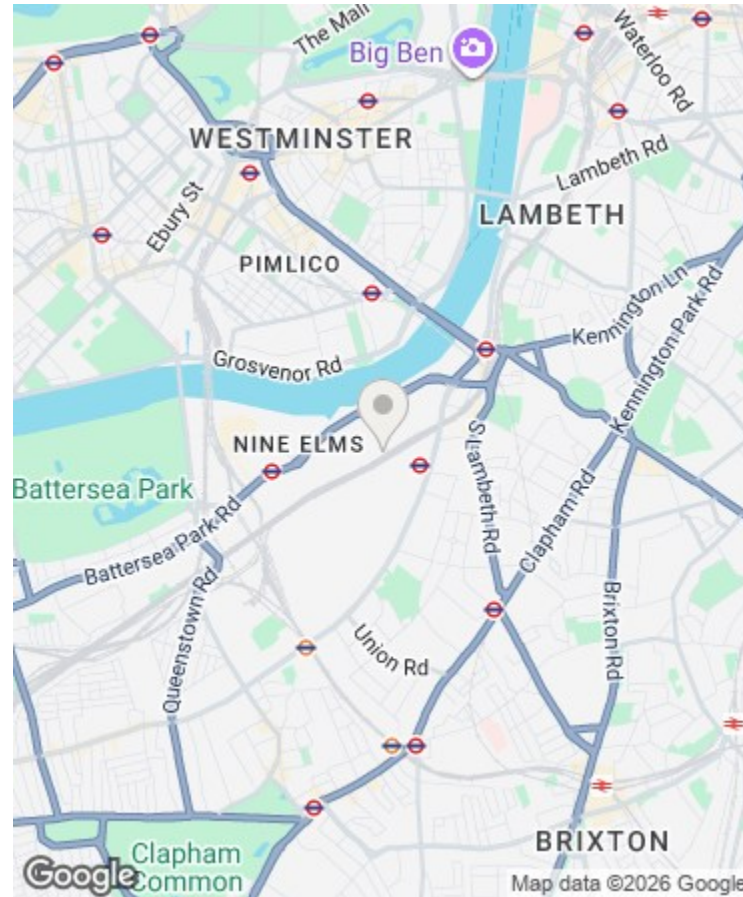 The Mall
Big Ben
Waterloo Rd
WESTMINSTER
Lambeth Rd
Ebury St
LAMBETH
PIMLICO
Kennington Ln
Kennington Park Rd
Grosvenor Rd
NINE ELMS
S Lambeth Rd
Battersea Park
Clapham Rd
Battersea Park Rd
Queenstown Rd
Brixton Rd
Union Rd
BRIXTON
Clapham
Common
Google
Map data ©2026 Google